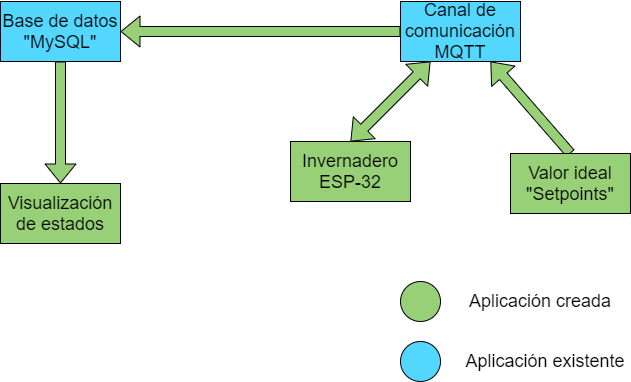 Base de datos
"MySQL"
Canal de
comunicación
MQTT
Invernadero
ESP-32
Valor ideal
"Setpoints"
Visualización
de estados
Aplicación creada
Aplicación existente